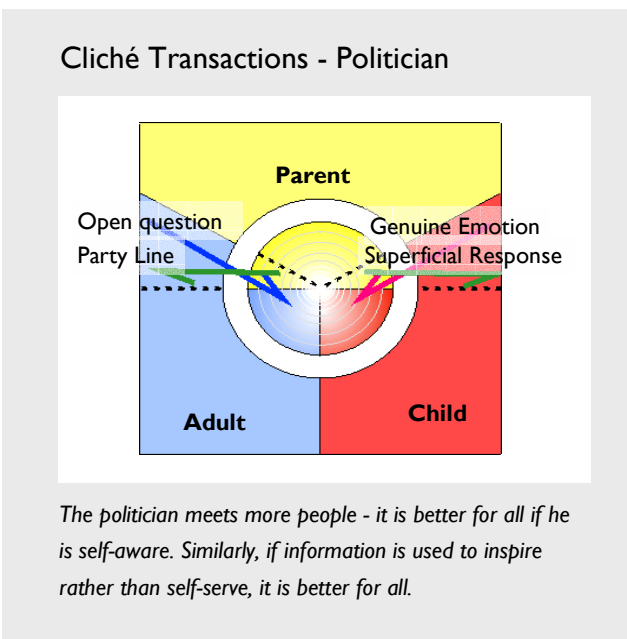 Cliché Transactions - Politician
Parent
Open question
Genuine Emotion
Party Line
Superficial Response
Adult
Child
The politician meets more people - it is better for all if he
is self-aware. Similarly, if information is used to inspire
rather than self-serve, it is better for all.